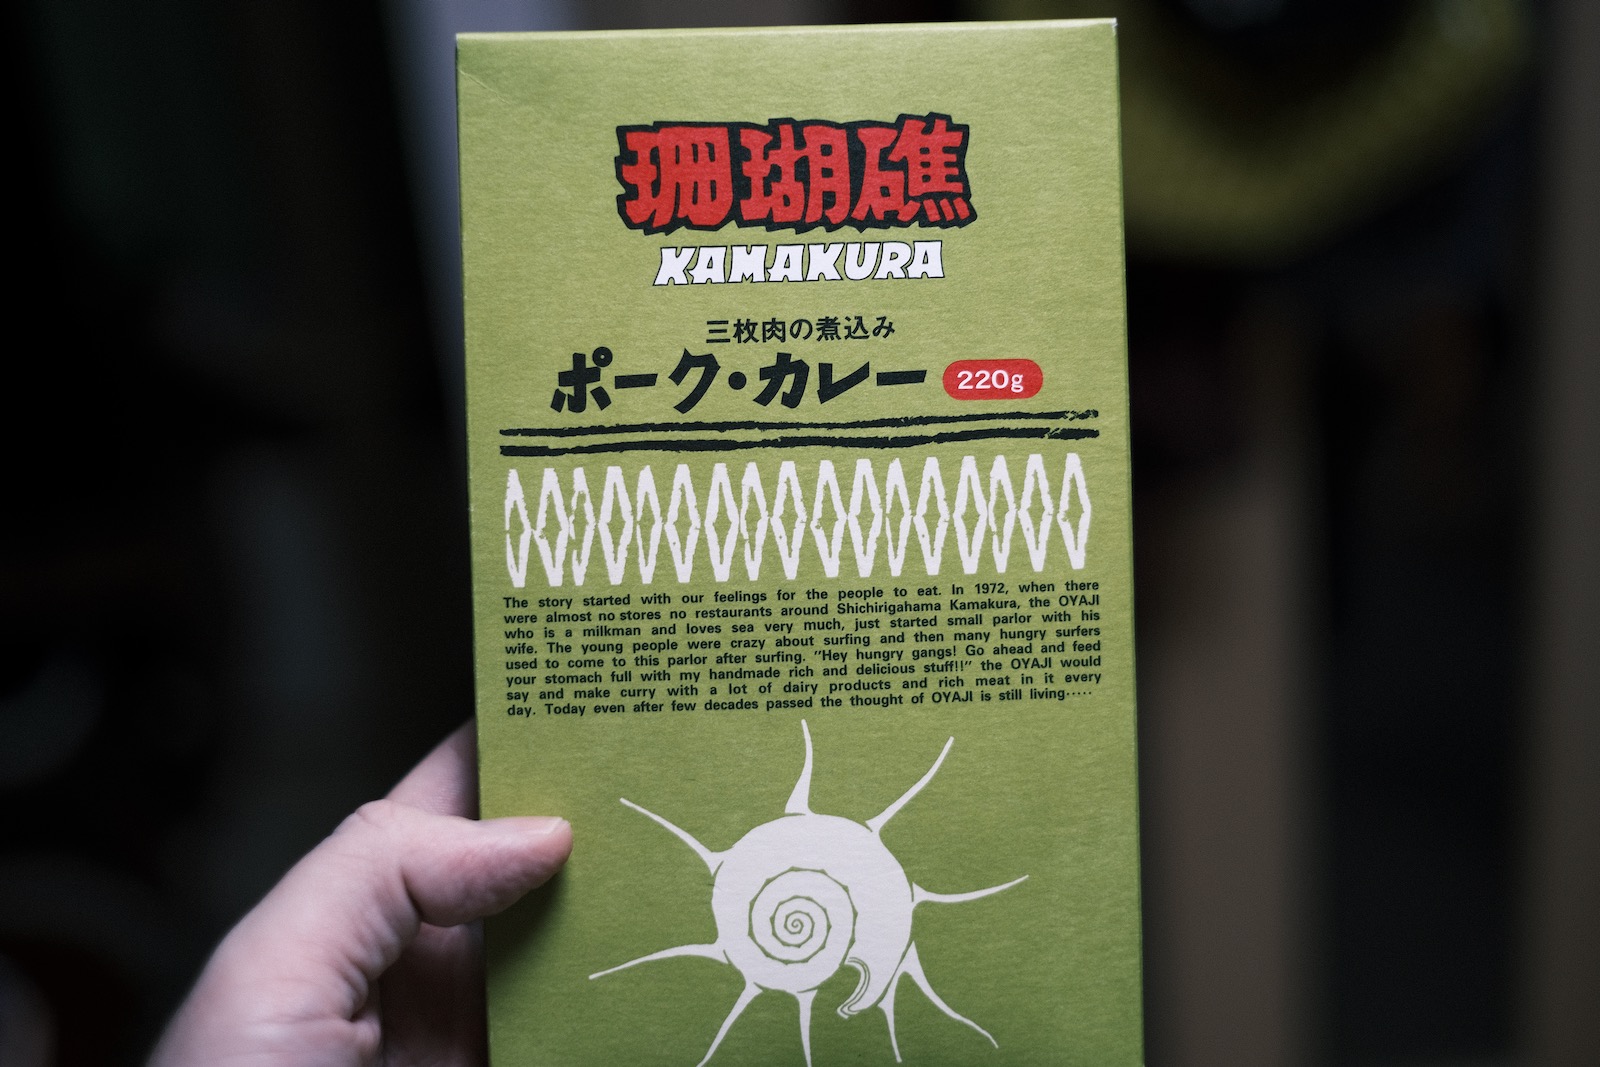 珊瑚礁
KAMAKURA
三枚肉の煮込み
ポーク・カレー 220g
The story started with our feelings for the people to eat. In 1972, when there
were almost no stores no restaurants around Shichirigahama Kamakura, the OYAJI
who is a milkman and loves sea very much, just started small parlor with his
wife. The young people were crazy about surfing and then many hungry surfers
used to come to this parlor after surfing. "Hey hungry gangs! Go ahead and feed
your stomach full with my handmade rich and delicious stuff!!" the OYAJI would
say and make curry with a lot of dairy products and rich meat in it every
day. Today even after few decades passed the thought of OYAJI is still living·····